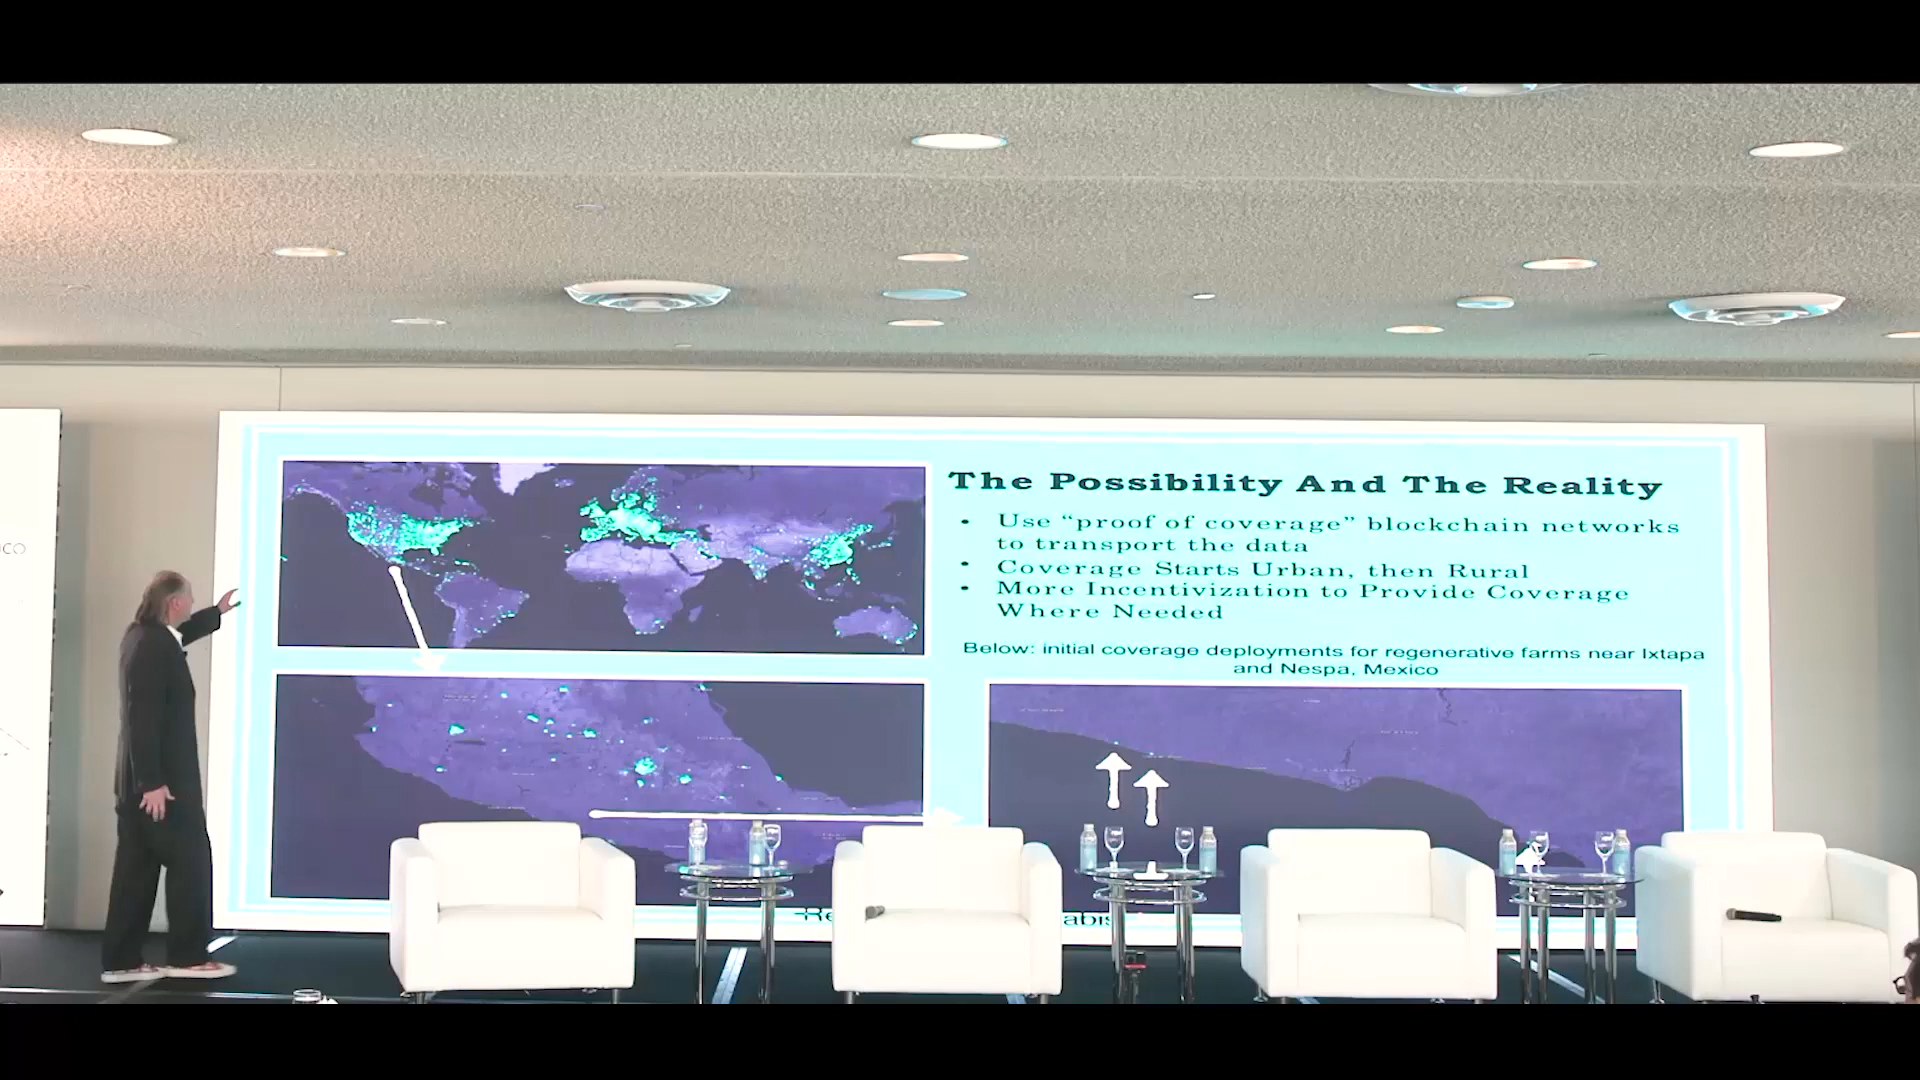 The Possibility And The Reality
• Use “proof of coverage” blockchain networks
to transport the data
• Coverage Starts Urban, then Rural
• More Incentivization to Provide Coverage
Where Needed
Below: initial coverage deployments for regenerative farms near Ixtapa
and Nespa, Mexico